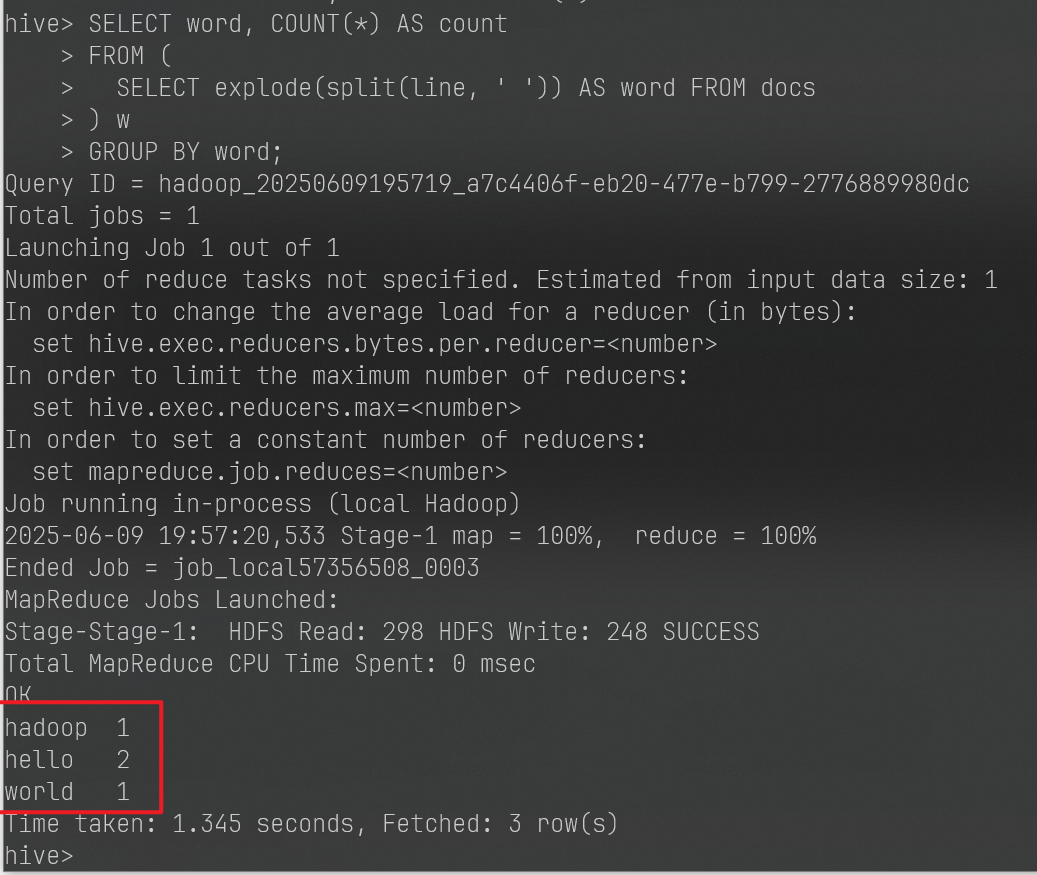 hive> SELECT word, COUNT(*) AS count
    > FROM (
    >   SELECT explode(split(line, ' ')) AS word FROM docs
    > ) w
    > GROUP BY word;
Query ID = hadoop_20250609195719_a7c4406f-eb20-477e-b799-2776889980dc
Total jobs = 1
Launching Job 1 out of 1
Number of reduce tasks not specified. Estimated from input data size: 1
In order to change the average load for a reducer (in bytes):
  set hive.exec.reducers.bytes.per.reducer=<number>
In order to limit the maximum number of reducers:
  set hive.exec.reducers.max=<number>
In order to set a constant number of reducers:
  set mapreduce.job.reduces=<number>
Job running in-process (local Hadoop)
2025-06-09 19:57:20,533 Stage-1 map = 100%,  reduce = 100%
Ended Job = job_local57356508_0003
MapReduce Jobs Launched:
Stage-Stage-1:  HDFS Read: 298 HDFS Write: 248 SUCCESS
Total MapReduce CPU Time Spent: 0 msec
OK
hadoop  1
hello   2
world   1
Time taken: 1.345 seconds, Fetched: 3 row(s)
hive>